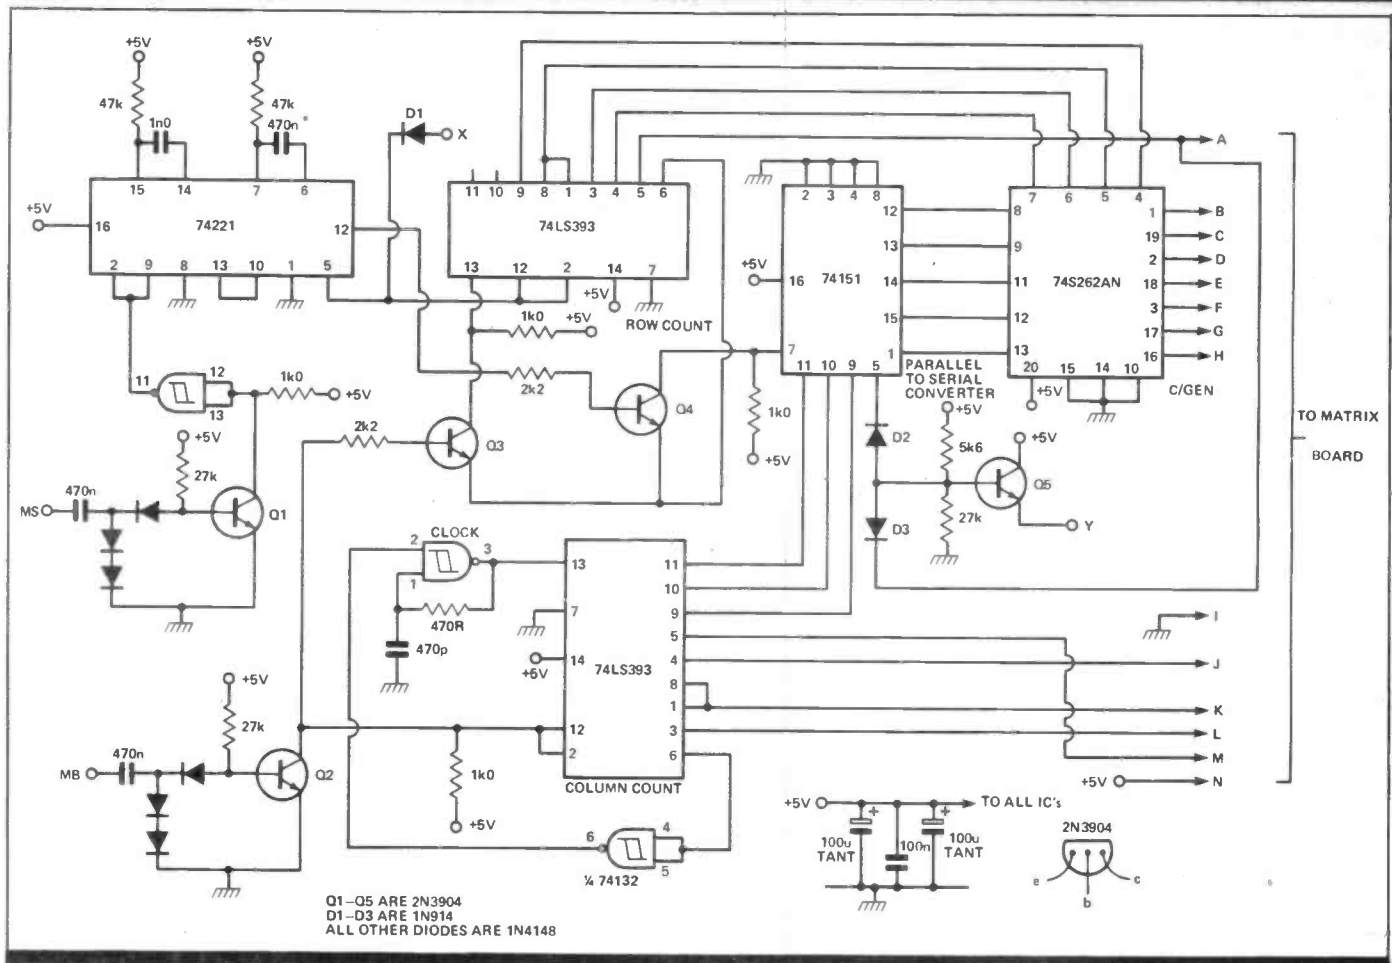 +5V
+5V
47k
1n0
47k
470n
D1
X
A
15
14
7
6
11
10
9
8
1
3
4
5
6
2
3
4
8
7
6
5
4
+5V
16
74221
12
74LS393
12
8
1
B
13
9
19
C
+5V
16
74151
14
11
74S262AN
2
D
18
E
15
12
3
F
17
G
7
1
13
16
H
2
9
8
13
10
1
5
13
12
2
14
7
+5V
ROW COUNT
11
10
9
5
20
15
14
10
+5V
C/GEN
PARALLEL
TO SERIAL
CONVERTER
1k0
+5V
2k2
Q4
1k0
+5V
11
12
13
1k0
+5V
2k2
Q3
+5V
27k
470n
MS
Q1
D2
+5V
5k6
+5V
Q5
D3
27k
Y
TO MATRIX
BOARD
CLOCK
2
3
1
470R
470p
13
11
10
7
9
5
+5V
14
74LS393
4
8
1
12
3
2
6
COLUMN COUNT
I
J
K
L
M
+5V
N
+5V
27k
470n
MB
Q2
1k0
+5V
6
4
5
¼ 74132
+5V
TO ALL IC's
+
+
100u
TANT
100n
100u
TANT
2N3904
e
b
c
Q1–Q5 ARE 2N3904
D1–D3 ARE 1N914
ALL OTHER DIODES ARE 1N4148